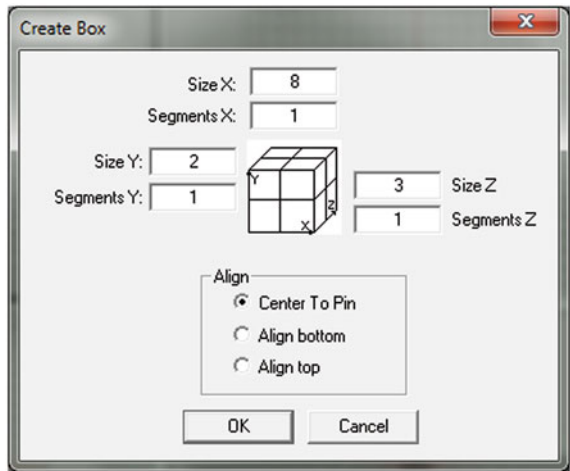 Create Box
Size X: 8
Segments X: 1
Size Y: 2
Segments Y: 1
Y
Z
X
3 Size Z
1 Segments Z
Align
Center To Pin
Align bottom
Align top
OK Cancel